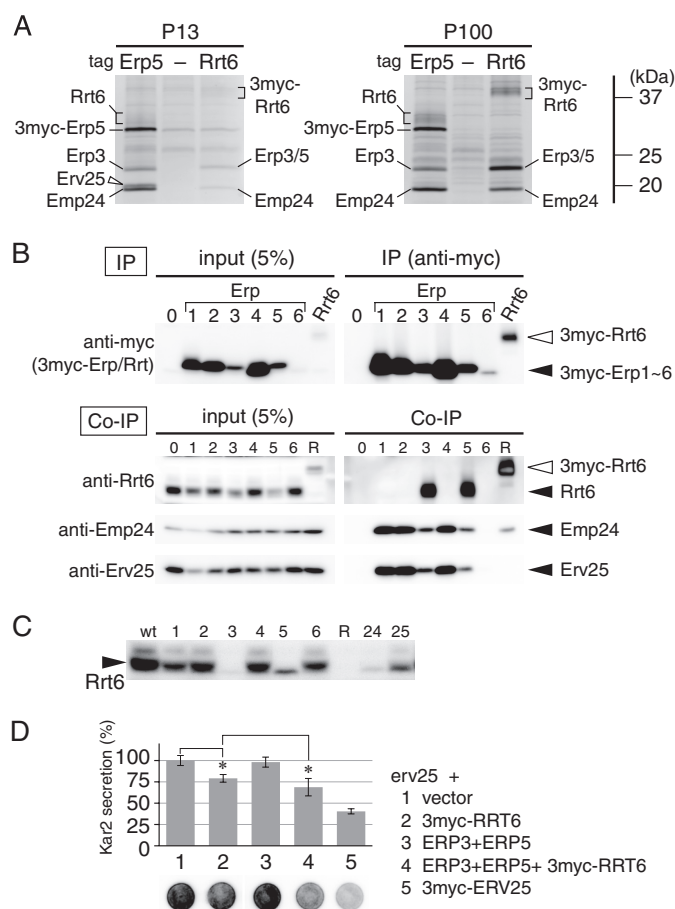 A
P13
P100
tag Erp5 – Rrt6
tag Erp5 – Rrt6
(kDa)
Rrt6
3myc-Erp5
Erp3
Erv25
Emp24
3myc-
Rrt6
Erp3/5
Emp24
Rrt6
3myc-Erp5
Erp3
Emp24
3myc-
Rrt6
Erp3/5
Emp24
37
25
20
B
IP
input (5%)
IP (anti-myc)
Erp
Erp
0 1 2 3 4 5 6 Rrt6
0 1 2 3 4 5 6 Rrt6
anti-myc
(3myc-Erp/Rrt)
3myc-Rrt6
3myc-Erp1~6
Co-IP
input (5%)
Co-IP
0 1 2 3 4 5 6 R
0 1 2 3 4 5 6 R
anti-Rrt6
3myc-Rrt6
Rrt6
anti-Emp24
Emp24
anti-Erv25
Erv25
C
wt 1 2 3 4 5 6 R 24 25
Rrt6
D
Kar2 secretion (%)
100
75
50
25
0
*
*
1 2 3 4 5
erv25 +
1 vector
2 3myc-RRT6
3 ERP3+ERP5
4 ERP3+ERP5+ 3myc-RRT6
5 3myc-ERV25